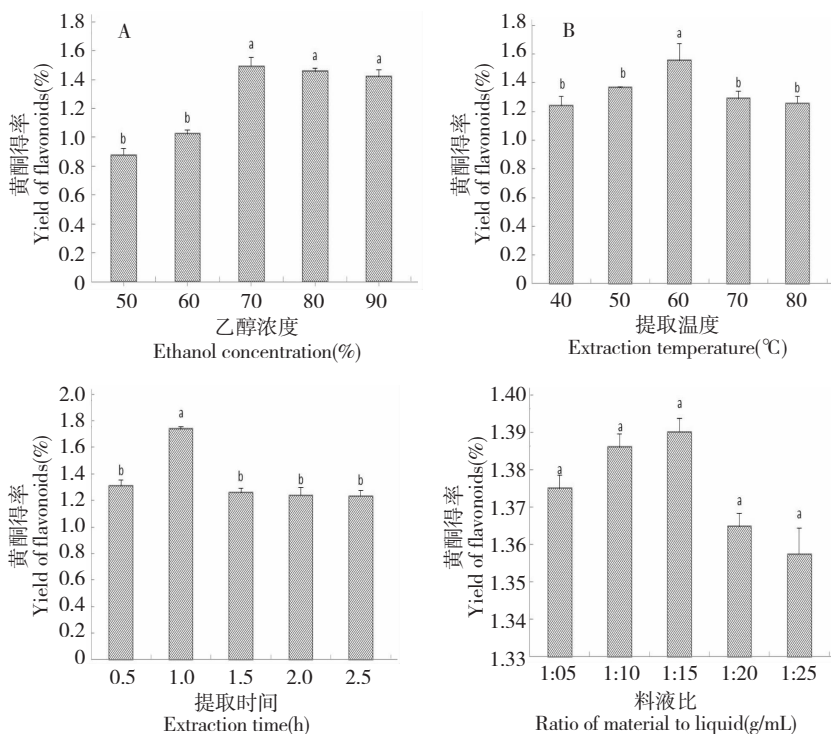 A
黄酮得率
Yield of flavonoids(%)
1.8
1.6
1.4
1.2
1.0
0.8
0.6
0.4
0.2
0
b
b
a
a
a
50 60 70 80 90
乙醇浓度
Ethanol concentration(%)
B
黄酮得率
Yield of flavonoids(%)
1.8
1.6
1.4
1.2
1.0
0.8
0.6
0.4
0.2
0
b
b
a
b
b
40 50 60 70 80
提取温度
Extraction temperature(℃)
黄酮得率
Yield of flavonoids(%)
2.0
1.8
1.6
1.4
1.2
1.0
0.8
0.6
0.4
0.2
0
b
a
b
b
b
0.5 1.0 1.5 2.0 2.5
提取时间
Extraction time(h)
黄酮得率
Yield of flavonoids(%)
1.40
1.39
1.38
1.37
1.36
1.35
1.34
1.33
a
a
a
a
a
1:05 1:10 1:15 1:20 1:25
料液比
Ratio of material to liquid(g/mL)